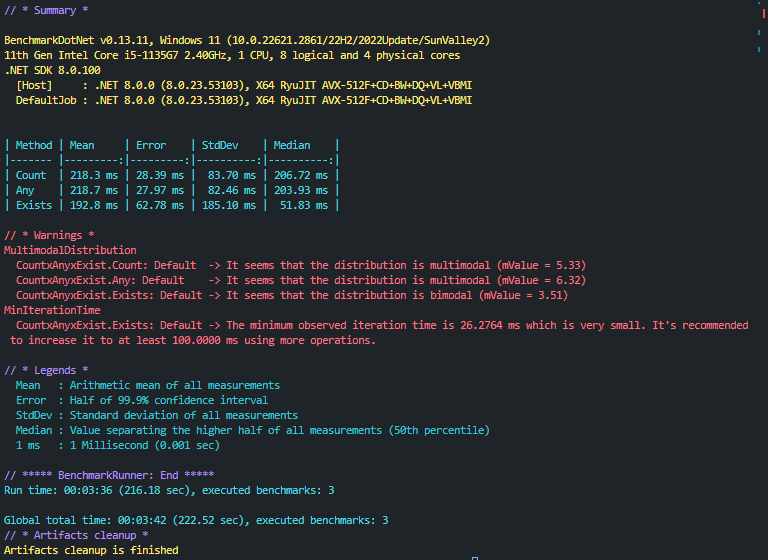 // * Summary *
BenchmarkDotNet v0.13.11, Windows 11 (10.0.22621.2861/22H2/2022Update/SunValley2)
11th Gen Intel Core i5-1135G7 2.40GHz, 1 CPU, 8 logical and 4 physical cores
.NET SDK 8.0.100
  [Host]     : .NET 8.0.0 (8.0.23.53103), X64 RyuJIT AVX-512F+CD+BW+DQ+VL+VBMI
  DefaultJob : .NET 8.0.0 (8.0.23.53103), X64 RyuJIT AVX-512F+CD+BW+DQ+VL+VBMI
| Method | Mean     | Error    | StdDev    | Median    |
|------- |---------:|---------:|----------:|----------:|
| Count  | 218.3 ms | 28.39 ms |  83.70 ms | 206.72 ms |
| Any    | 218.7 ms | 27.97 ms |  82.46 ms | 203.93 ms |
| Exists | 192.8 ms | 62.78 ms | 185.10 ms |  51.83 ms |
// * Warnings *
MultimodalDistribution
  CountxAnyxExist.Count: Default  -> It seems that the distribution is multimodal (mValue = 5.33)
  CountxAnyxExist.Any: Default    -> It seems that the distribution is multimodal (mValue = 6.32)
  CountxAnyxExist.Exists: Default -> It seems that the distribution is bimodal (mValue = 3.51)
MinIterationTime
  CountxAnyxExist.Exists: Default -> The minimum observed iteration time is 26.2764 ms which is very small. It's recommended
 to increase it to at least 100.0000 ms using more operations.
// * Legends *
  Mean   : Arithmetic mean of all measurements
  Error  : Half of 99.9% confidence interval
  StdDev : Standard deviation of all measurements
  Median : Value separating the higher half of all measurements (50th percentile)
  1 ms   : 1 Millisecond (0.001 sec)
// ***** BenchmarkRunner: End *****
Run time: 00:03:36 (216.18 sec), executed benchmarks: 3
Global total time: 00:03:42 (222.52 sec), executed benchmarks: 3
// * Artifacts cleanup *
Artifacts cleanup is finished